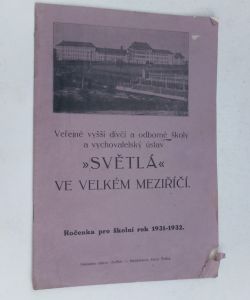 Veřejné vyšší dívčí a odborné školy
a vychovatelský ústav
»SVĚTLÁ«
VE VELKÉM MEZIŘÍČÍ.
Ročenka pro školní rok 1931-1932.